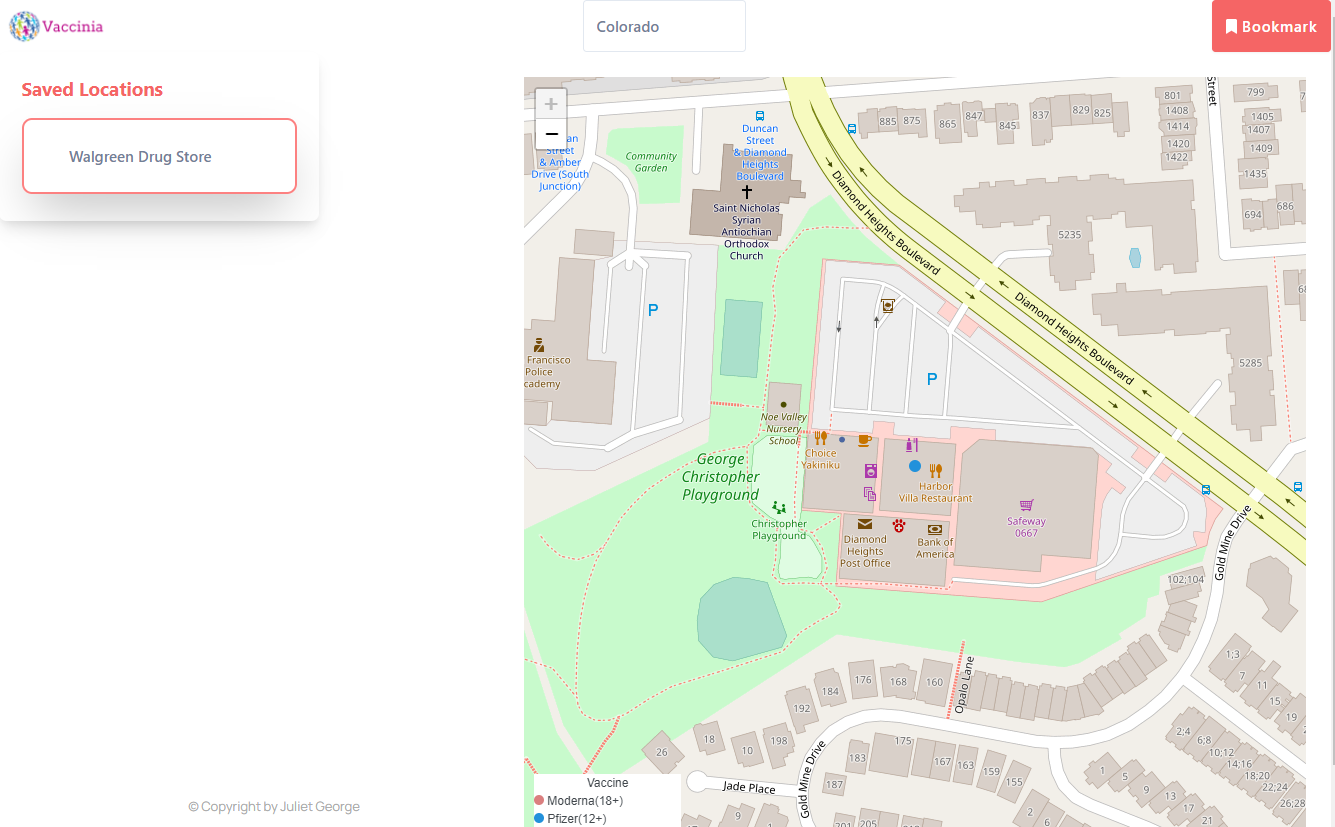 Vaccinia
Colorado
Bookmark
Saved Locations
Walgreen Drug Store
© Copyright by Juliet George
+
−
Street
& Amber
Drive (South
Junction)
Community
Garden
Duncan
Street
& Diamond
Heights
Boulevard
Saint Nicholas
Syrian
Antiochian
Orthodox
Church
885
875
865
847
845
837
829
825
801
1408
1414
1420
1422
Street
799
1405
1407
1409
1435
694
686
5235
5285
Diamond Heights Boulevard
Diamond Heights Boulevard
P
P
Francisco
Police
cademy
Noe Valley
Nursery
School
George
Christopher
Playground
Christopher
Playground
Choice
Yakiniku
Harbor
Villa Restaurant
Diamond
Heights
Post Office
Bank of
America
Safeway
0667
Gold Mine Drive
102;104
Opalo Lane
1;3
7
11
15
19
176
168
160
184
192
198
10
18
26
2;4
6;8
10;12
14;16
18;20
22;24
26;28
Gold Mine Drive
183
175
167
163
159
155
187
Jade Place
1
5
9
13
17
21
2
6
9
1
201
205
Vaccine
Moderna(18+)
Pfizer(12+)